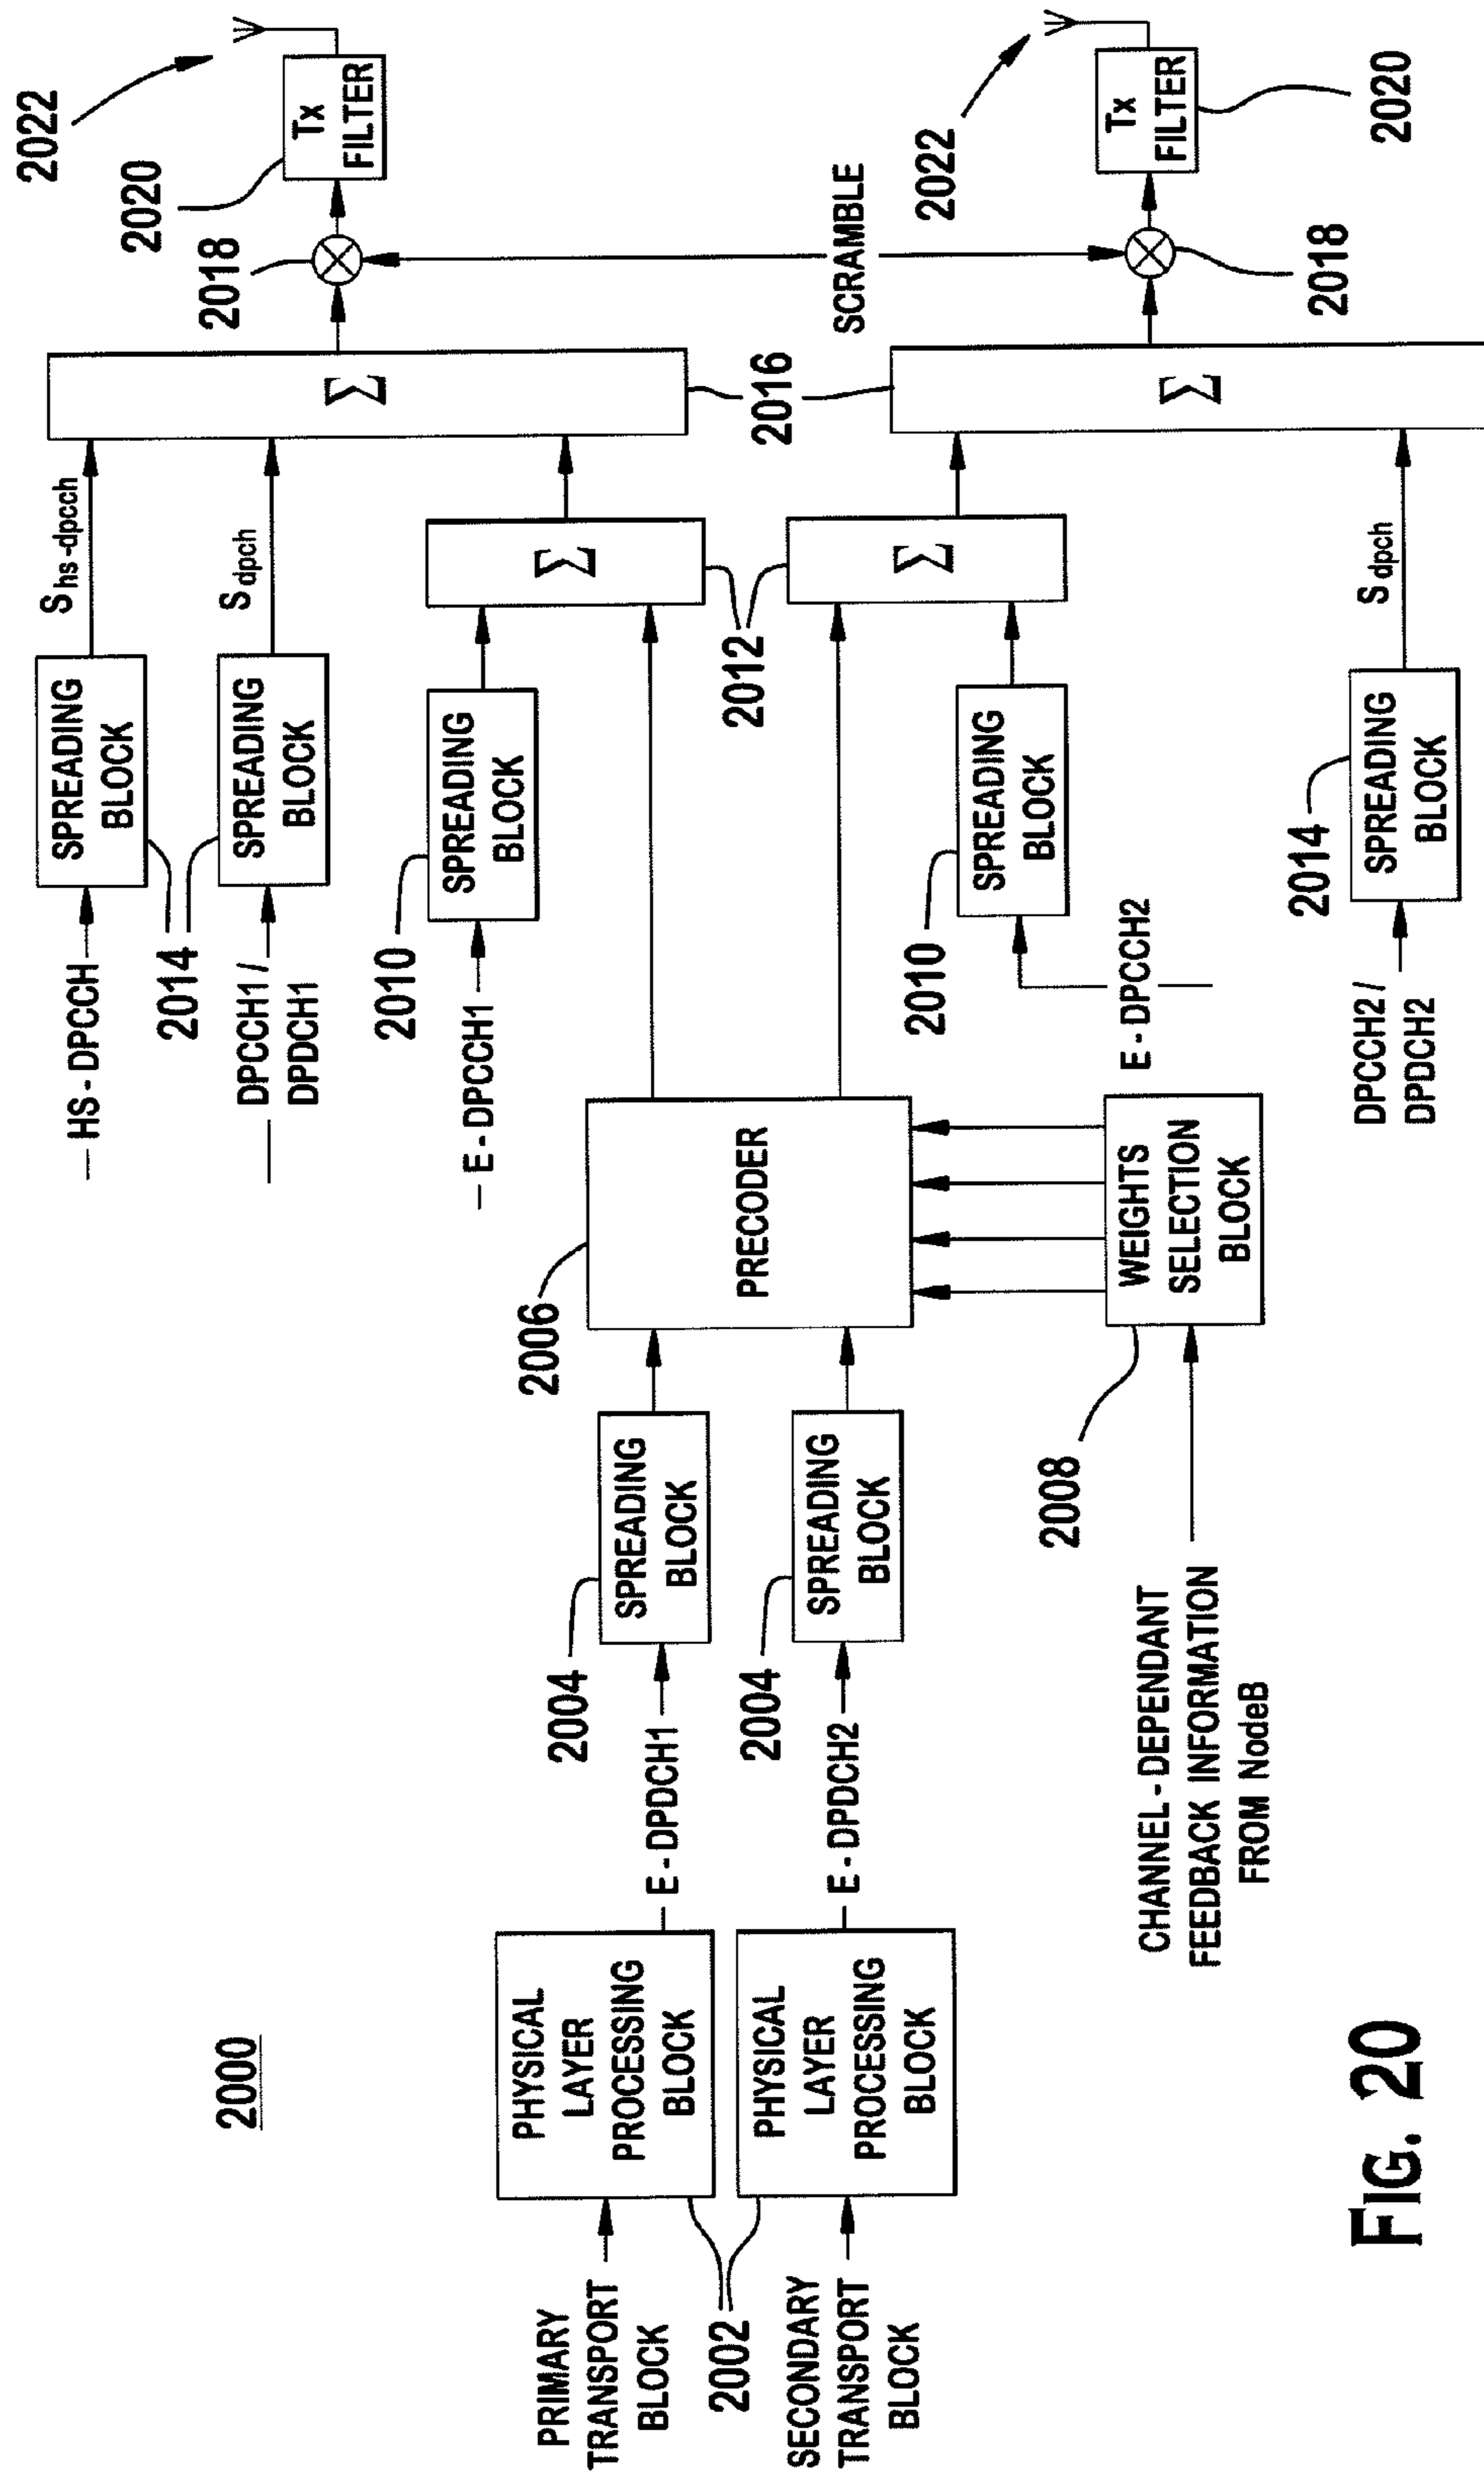 2000
PRIMARY
TRANSPORT
BLOCK
SECONDARY
TRANSPORT
BLOCK
2002
PHYSICAL
LAYER
PROCESSING
BLOCK
PHYSICAL
LAYER
PROCESSING
BLOCK
E-DPDCH1
E-DPDCH2
2004
SPREADING
BLOCK
2004
SPREADING
BLOCK
CHANNEL-DEPENDANT
FEEDBACK INFORMATION
FROM NodeB
2006
PRECODER
2008
WEIGHTS
SELECTION
BLOCK
HS-DPCCH
SPREADING
BLOCK
S hs-dpcch
2014
DPCCH1 /
DPDCH1
SPREADING
BLOCK
S dpch
2010
E-DPCCH1
SPREADING
BLOCK
2010
E-DPCCH2
SPREADING
BLOCK
2014
DPCCH2 /
DPDCH2
SPREADING
BLOCK
S dpch
Σ
2012
Σ
Σ
2016
Σ
2018
SCRAMBLE
2018
2020
Tx
FILTER
2022
2022
Tx
FILTER
2020
FIG. 20